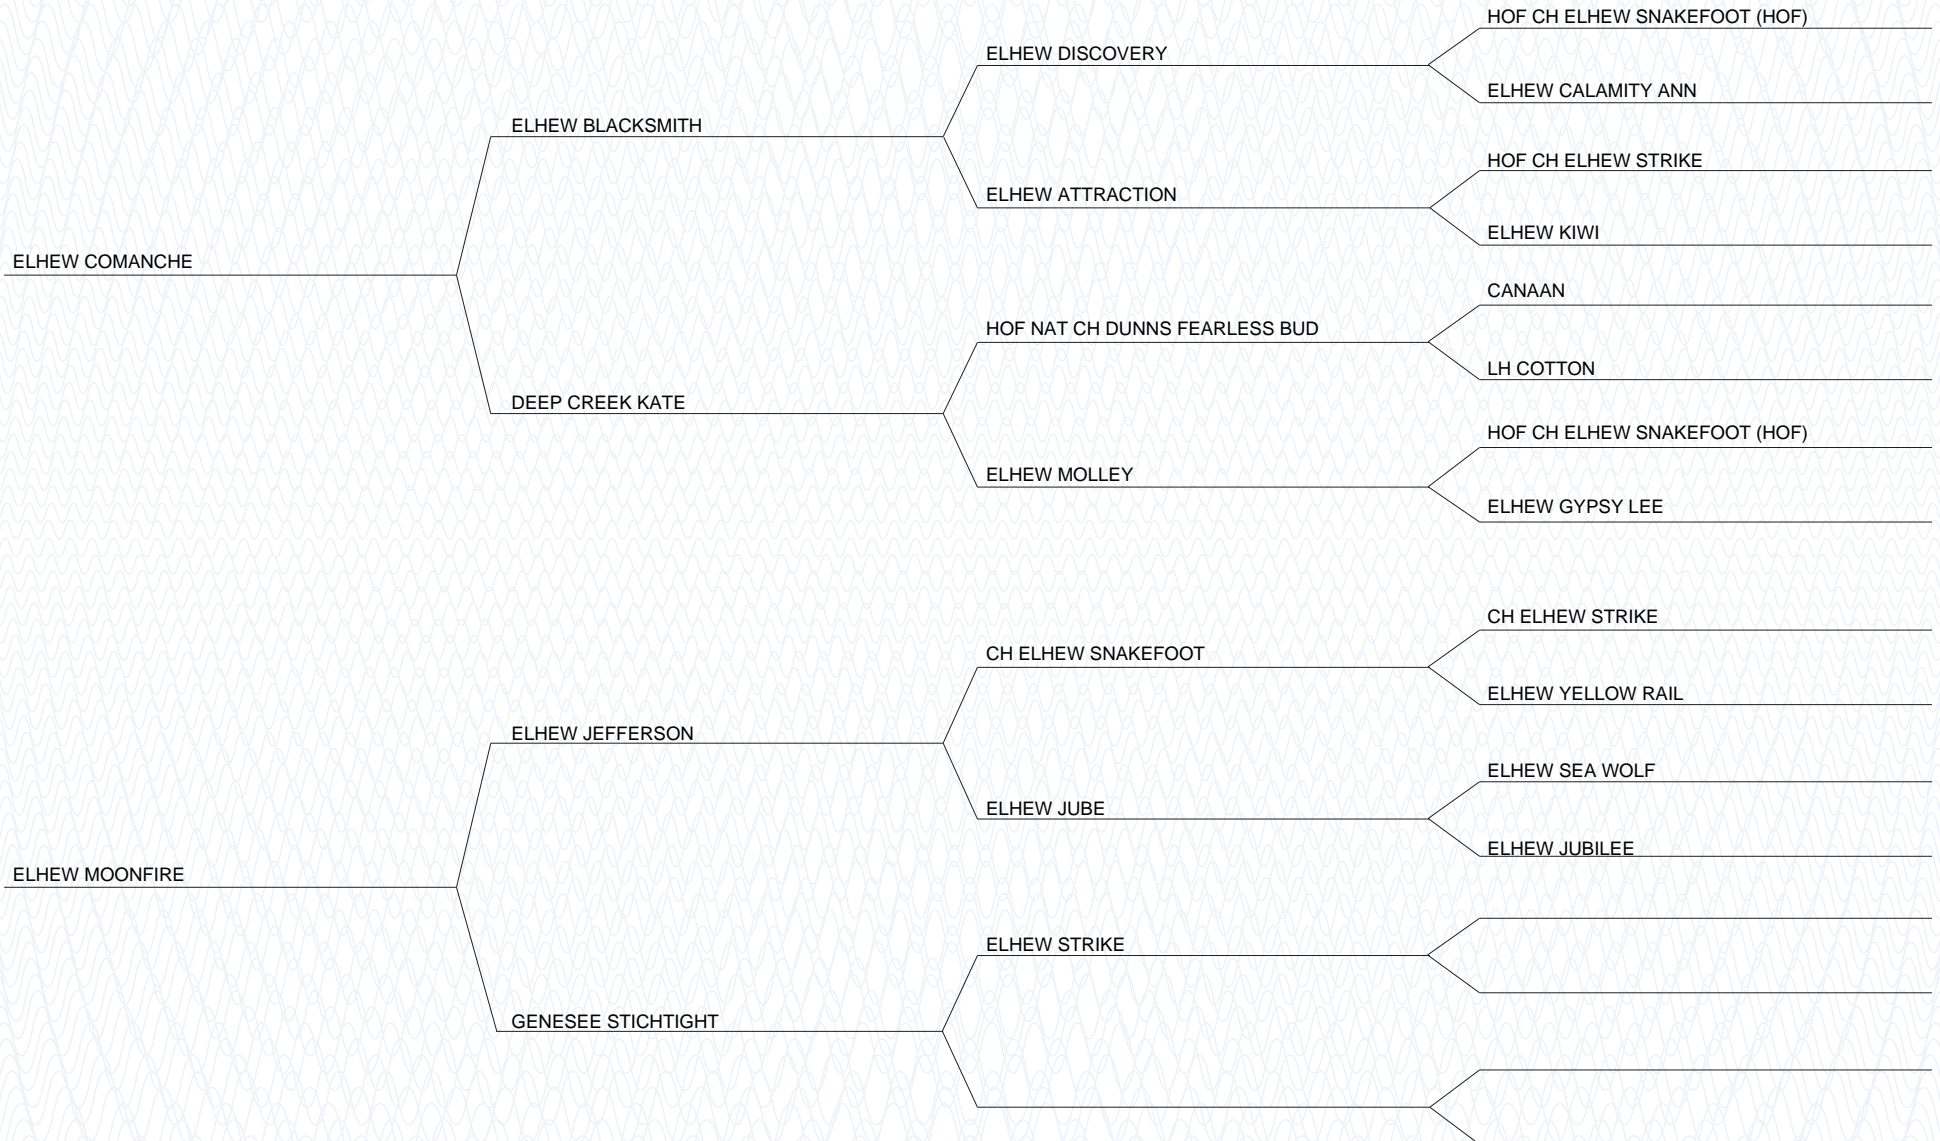 HOF CH ELHEW SNAKEFOOT (HOF)
ELHEW DISCOVERY
ELHEW CALAMITY ANN
ELHEW BLACKSMITH
HOF CH ELHEW STRIKE
ELHEW ATTRACTION
ELHEW KIWI
ELHEW COMANCHE
CANAAN
HOF NAT CH DUNNS FEARLESS BUD
LH COTTON
DEEP CREEK KATE
HOF CH ELHEW SNAKEFOOT (HOF)
ELHEW MOLLEY
ELHEW GYPSY LEE
CH ELHEW STRIKE
CH ELHEW SNAKEFOOT
ELHEW YELLOW RAIL
ELHEW JEFFERSON
ELHEW SEA WOLF
ELHEW JUBE
ELHEW JUBILEE
ELHEW MOONFIRE
ELHEW STRIKE
GENESEE STICHTIGHT